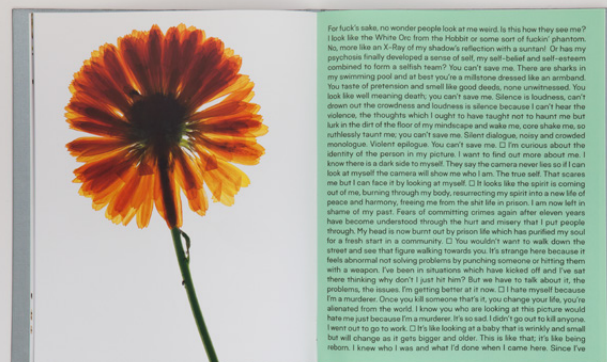 For fuck's sake, no wonder people look at me weird. Is this how they see me?
I look like the White Orc from the Hobbit or some sort of fuckin' phantom.
No, more like an X-Ray of my shadow's reflection with a suntan! Or has my
psychosis finally developed a sense of self, my self-belief and self-esteem
combined to form a selfish team? You can't save me. There are sharks in
my swimming pool and at best you're a millstone dressed like an armband.
You taste of pretension and smell like good deeds, none unwitnessed. You
look like well meaning death; you can't save me. Silence is loudness, can't
drown out the crowdness and loudness is silence because I can't hear the
violence, the thoughts which I ought to have taught not to haunt me but
lurk in the dirt of the floor of my mindscape and wake me, core shake me, so
ruthlessly taunt me; you can't save me. Silent dialogue, noisy and crowded
monologue. Violent epilogue. You can't save me. ☐ I'm curious about the
identity of the person in my picture. I want to find out more about me. I
know there is a dark side to myself. They say the camera never lies so if I can
look at myself the camera will show me who I am. The true self. That scares
me but I can face it by looking at myself. ☐ It looks like the spirit is coming
out of me, burning through my body, resurrecting my spirit into a new life of
peace and harmony, freeing me from the shit life in prison. I am now left in
shame of my past. Fears of committing crimes again after eleven years
have become understood through the hurt and misery that I put people
through. My head is now burnt out by prison life which has purified my soul
for a fresh start in a community. ☐ You wouldn't want to walk down the
street and see that figure walking towards you. It's strange here because it
feels abnormal not solving problems by punching someone or hitting them
with a weapon. I've been in situations which have kicked off and I've sat
there thinking why don't I just hit him? But we have to talk about it, the
problems, the issues. I'm getting better at it now. ☐ I hate myself because
I'm a murderer. Once you kill someone that's it, you change your life, you're
alienated from the world. I know you are looking at this picture would
hate me just because I'm a murderer. It's so sad. I didn't go out to kill anyone.
I went out to go to work. ☐ It's like looking at a baby that is wrinkly and small
but will change as it gets bigger and older. This is like that; it's like being
reborn. I knew who I was and what I'd done when I came here. Since I've